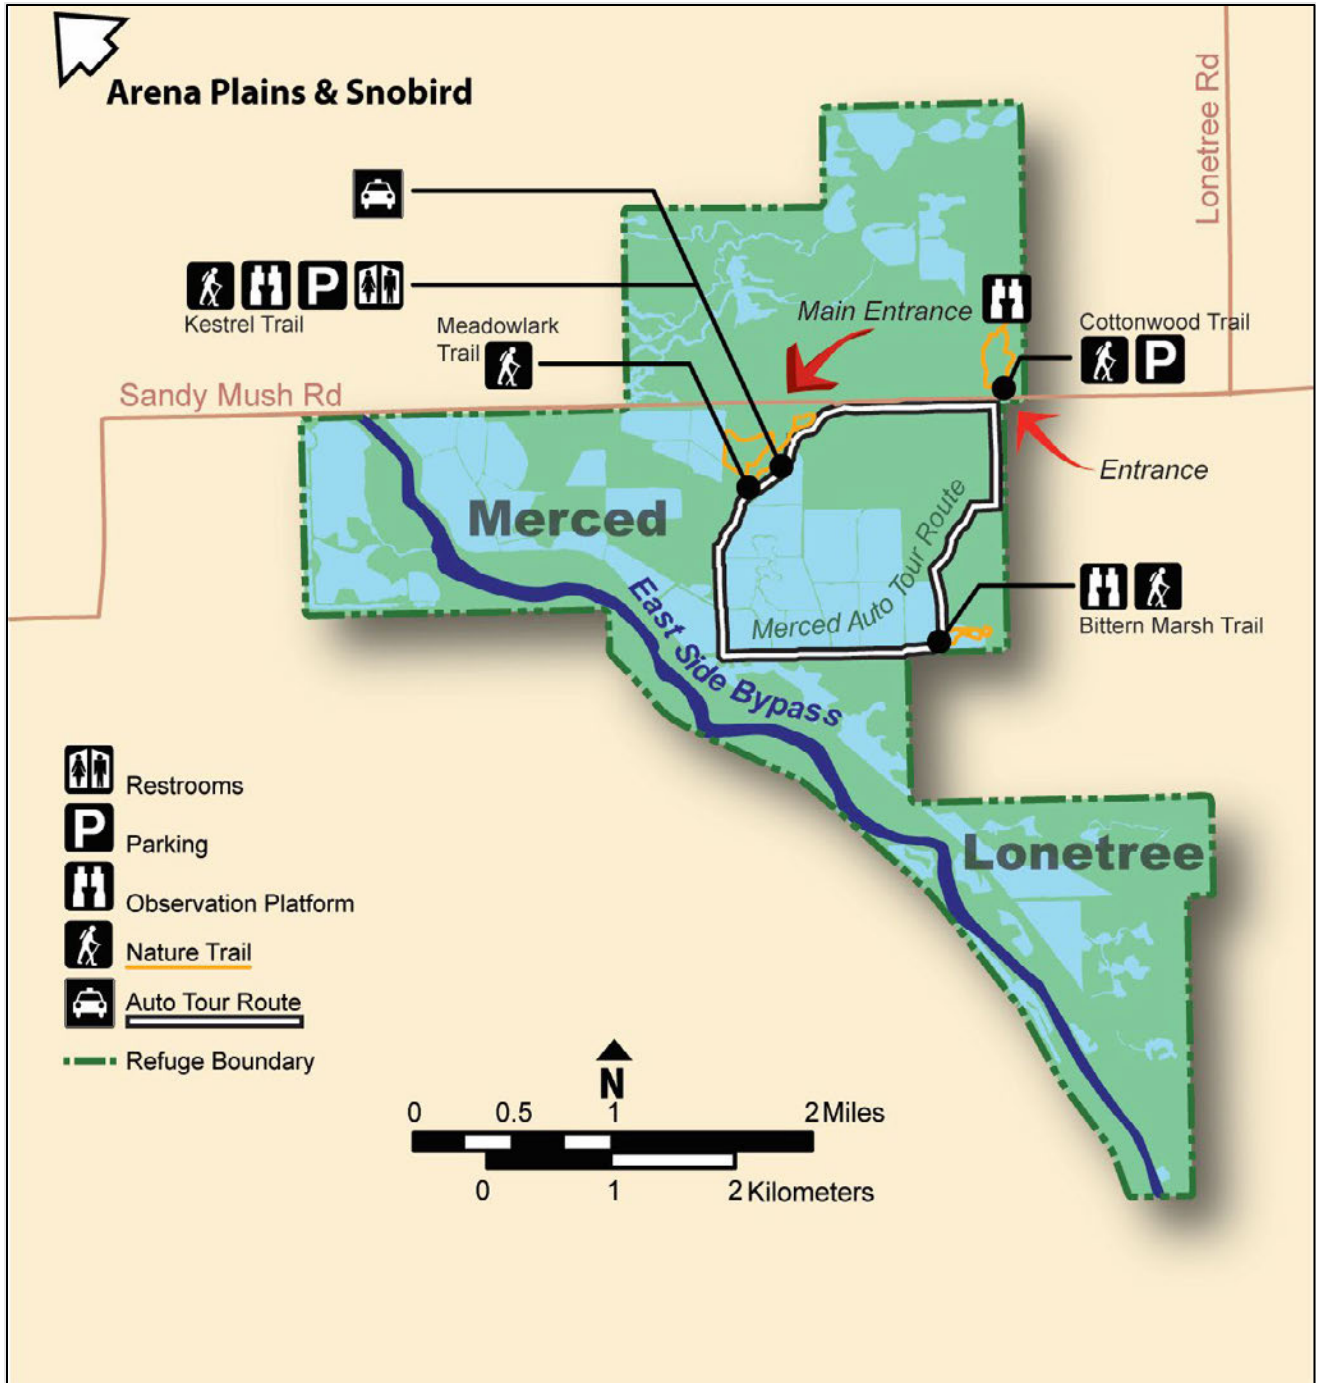 Arena Plains & Snobird
Lonetree Rd
Kestrel Trail
P
Meadowlark
Trail
Main Entrance
Cottonwood Trail
P
Sandy Mush Rd
Entrance
Merced
Merced Auto Tour Route
East Side Bypass
Bittern Marsh Trail
Lonetree
Restrooms
P
Parking
Observation Platform
Nature Trail
Auto Tour Route
Refuge Boundary
N
0 0.5 1 2 Miles
0 1 2 Kilometers